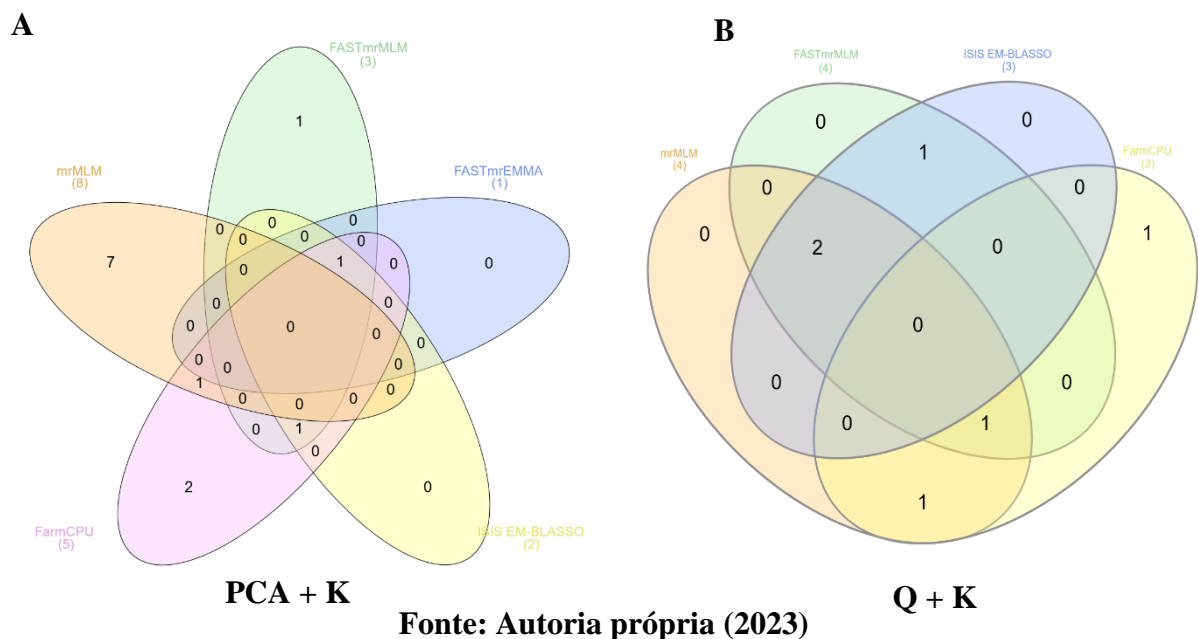 A
B
FASTmrMLM
(3)
mrMLM
(8)
FASTmrEMMA
(1)
1
7
0
0 0 0 0
0 0 0 0
0 1 0
0 0
0 0 0
0 0
0 0
1 0 0
0 0 0 0
0 1
0
2
0
FarmCPU
(5)
ISIS EM-BLASSO
(2)
PCA + K
FASTmrMLM
(4)
ISIS EM-BLASSO
(3)
mrMLM
(4)
FarmCPU
(3)
0 0
1
0 0
0 1
2 0
0
0 0
0 1
1
Q + K
Fonte: Autoria própria (2023)